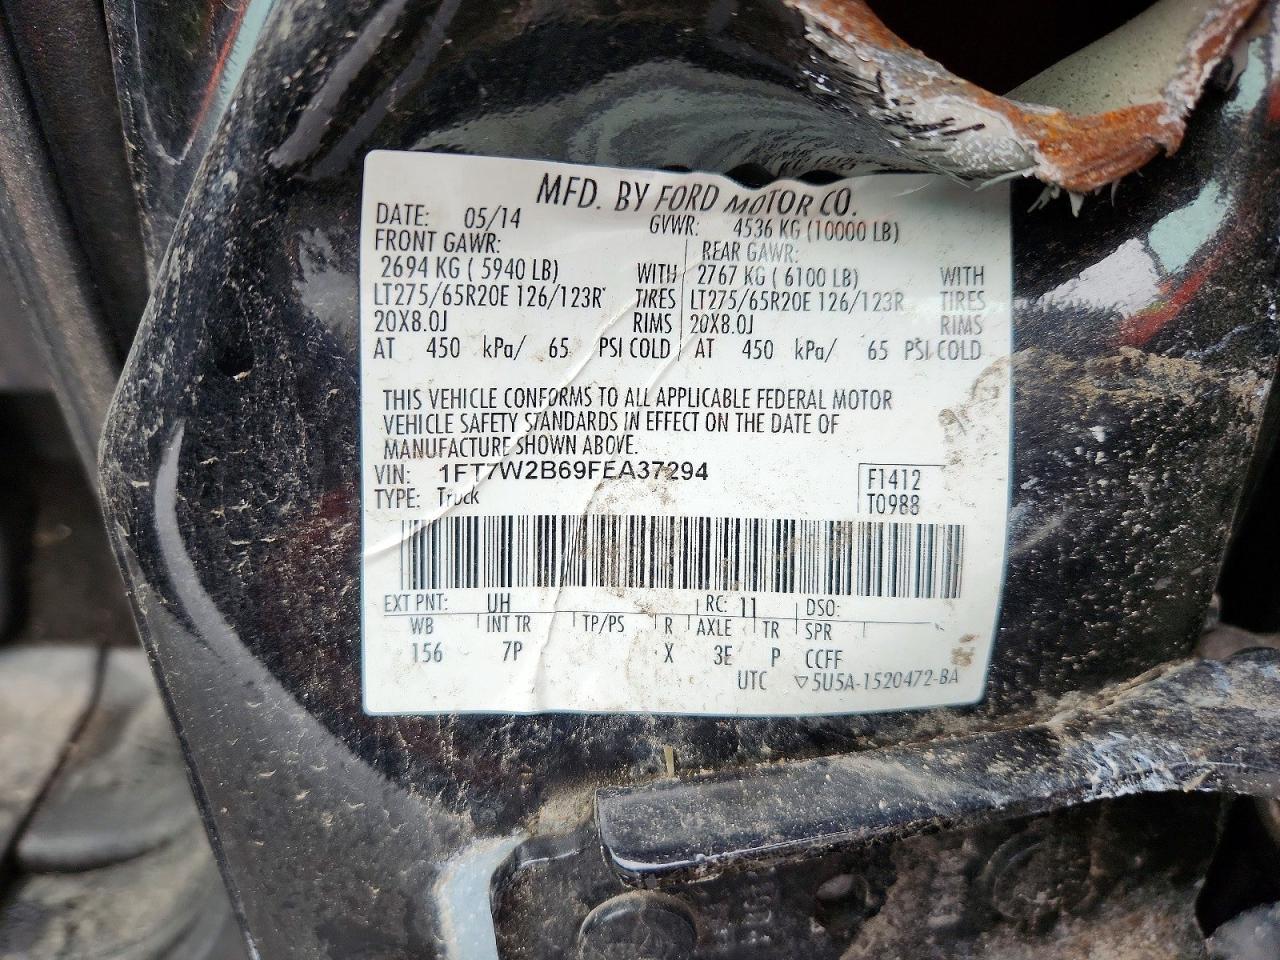 MFD. BY FORD MOTOR CO.
DATE: 05/14 GVWR: 4536 KG (10000 LB)
FRONT GAWR: REAR GAWR:
2694 KG ( 5940 LB) WITH 2767 KG ( 6100 LB) WITH
LT275/65R20E 126/123R TIRES LT275/65R20E 126/123R TIRES
20X8.0J RIMS 20X8.0J RIMS
AT 450 kPa/ 65 PSI COLD AT 450 kPa/ 65 PSI COLD
THIS VEHICLE CONFORMS TO ALL APPLICABLE FEDERAL MOTOR
VEHICLE SAFETY STANDARDS IN EFFECT ON THE DATE OF
MANUFACTURE SHOWN ABOVE.
VIN: 1FT7W2B69FEA37294 F1412
TYPE: Truck T0988
EXT PNT: UH RC: 11 DSO:
WB INT TR TP/PS R AXLE TR SPR
156 7P X 3E P CCFF
UTC ▽5U5A-1520472-BA